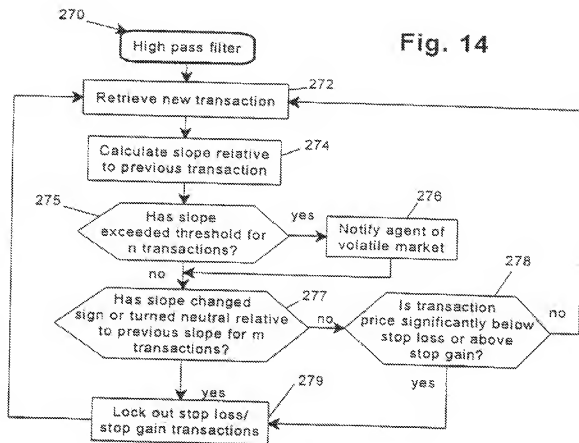 270
High pass filter
Fig. 14
272
Retrieve new transaction
Calculate slope relative
to previous transaction
274
275
Has slope
exceeded threshold for
n transactions?
yes
276
Notify agent of
volatile market
no
277
Has slope changed
sign or turned neutral relative
to previous slope for m
transactions?
no
278
Is transaction
price significantly below
stop loss or above
stop gain?
no
yes
279
yes
Lock out stop loss/
stop gain transactions